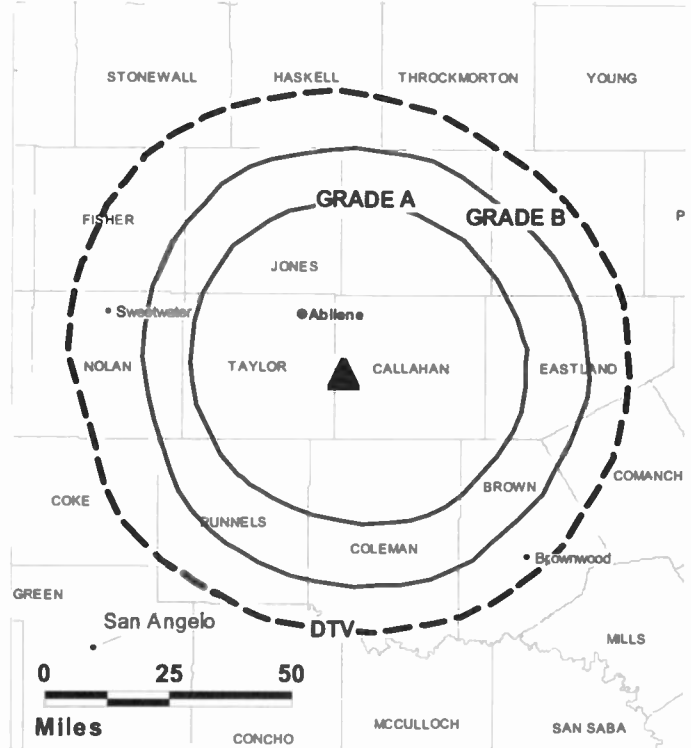 STONEWALL
HASKELL
THROCKMORTON
YOUNG
GRADE A
GRADE B
FISHER
P
JONES
Sweetwater
Abilene
NOLAN
TAYLOR
CALLAHAN
EASTLAND
COMANCH
COKE
BROWN
RUNNELS
COLEMAN
Brownwood
GREEN
San Angelo
DTV
MILLS
0 25 50
Miles
CONCHO
MCCULLOCH
SAN SABA